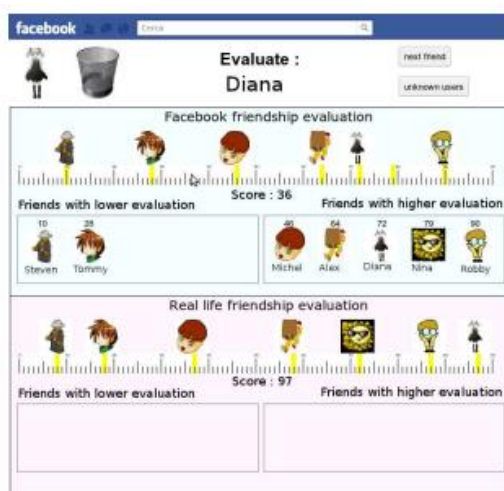 facebook
Cerca
Evaluate :
Diana
next friend
unknown users
Facebook friendship evaluation
Score : 36
Friends with lower evaluation
Friends with higher evaluation
10 28
Steven Tommy
46 64 72 79 90
Michel Alex Diana Nina Robby
Real life friendship evaluation
Score : 97
Friends with lower evaluation
Friends with higher evaluation